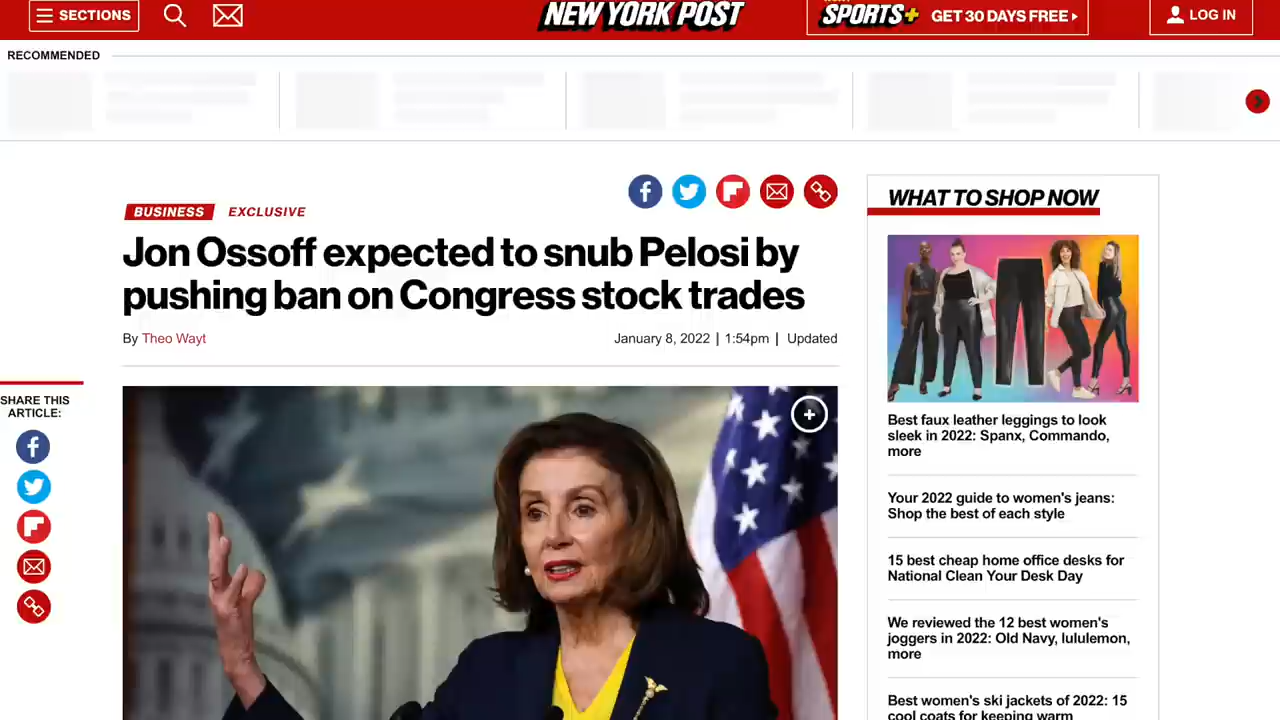 SECTIONS
NEW YORK POST
SPORTS+
GET 30 DAYS FREE
LOG IN
RECOMMENDED
BUSINESS EXCLUSIVE
Jon Ossoff expected to snub Pelosi by
pushing ban on Congress stock trades
By Theo Wayt
January 8, 2022 | 1:54pm | Updated
SHARE THIS
ARTICLE:
WHAT TO SHOP NOW
Best faux leather leggings to look
sleek in 2022: Spanx, Commando,
more
Your 2022 guide to women's jeans:
Shop the best of each style
15 best cheap home office desks for
National Clean Your Desk Day
We reviewed the 12 best women's
joggers in 2022: Old Navy, lululemon,
more
Best women's ski jackets of 2022: 15
cool coats for keeping warm